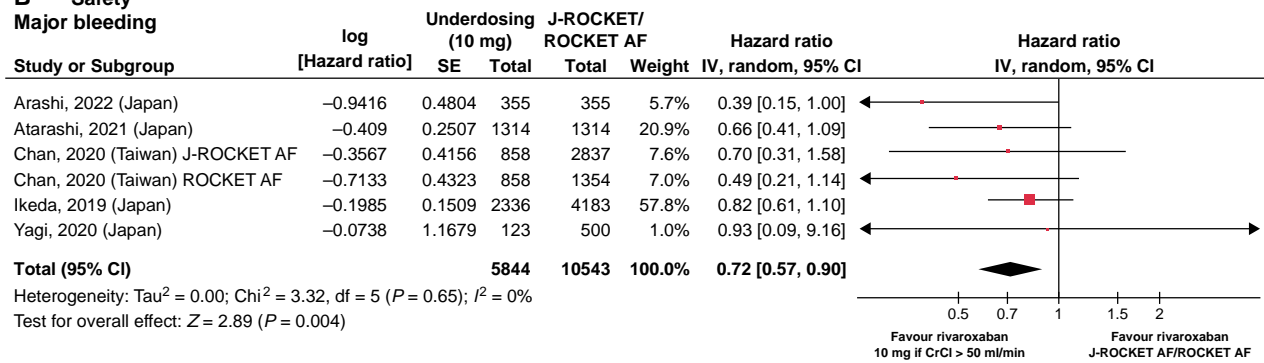 B Safety
Major bleeding
Study or Subgroup log [Hazard ratio] SE Underdosing (10 mg) Total J-ROCKET/ ROCKET AF Total Weight Hazard ratio IV, random, 95% CI Hazard ratio IV, random, 95% CI
Arashi, 2022 (Japan) –0.9416 0.4804 355 355 5.7% 0.39 [0.15, 1.00]
Atarashi, 2021 (Japan) –0.409 0.2507 1314 1314 20.9% 0.66 [0.41, 1.09]
Chan, 2020 (Taiwan) J-ROCKET AF –0.3567 0.4156 858 2837 7.6% 0.70 [0.31, 1.58]
Chan, 2020 (Taiwan) ROCKET AF –0.7133 0.4323 858 1354 7.0% 0.49 [0.21, 1.14]
Ikeda, 2019 (Japan) –0.1985 0.1509 2336 4183 57.8% 0.82 [0.61, 1.10]
Yagi, 2020 (Japan) –0.0738 1.1679 123 500 1.0% 0.93 [0.09, 9.16]
Total (95% CI) 5844 10543 100.0% 0.72 [0.57, 0.90]
Heterogeneity: Tau² = 0.00; Chi² = 3.32, df = 5 (P = 0.65); I² = 0%
Test for overall effect: Z = 2.89 (P = 0.004)
0.5 0.7 1 1.5 2
Favour rivaroxaban 10 mg if CrCl > 50 ml/min
Favour rivaroxaban J-ROCKET AF/ROCKET AF